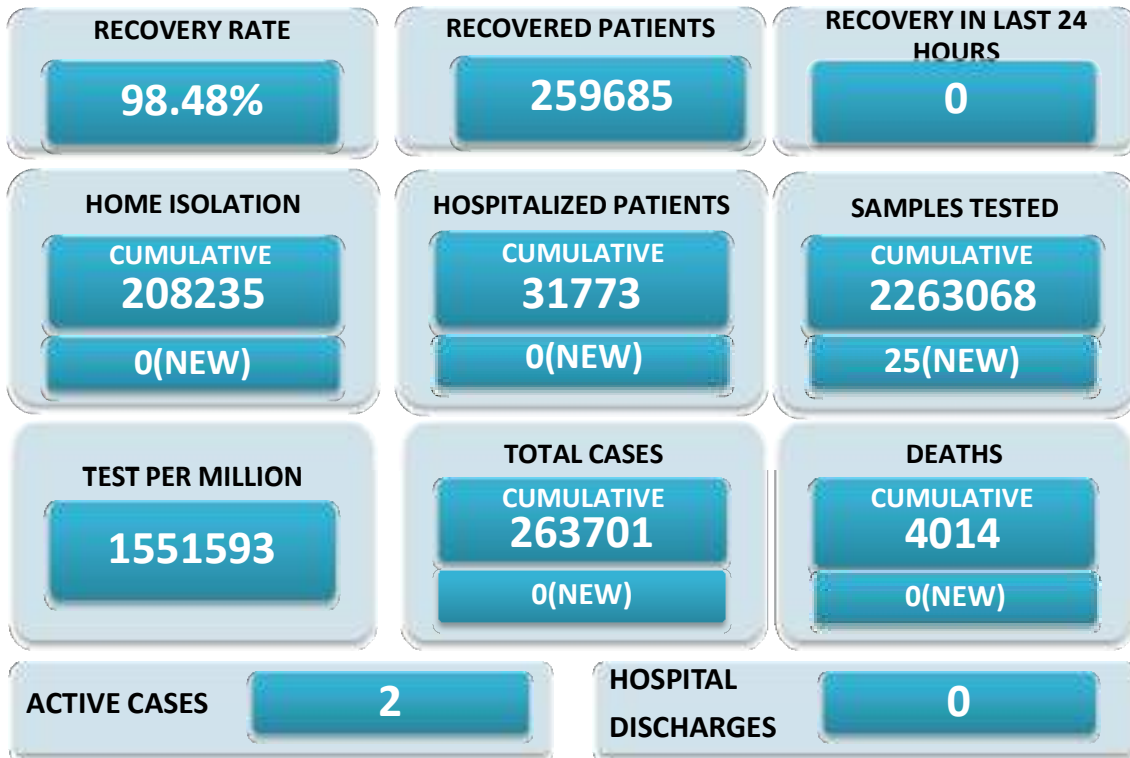 RECOVERY RATE
98.48%
RECOVERED PATIENTS
259685
RECOVERY IN LAST 24
HOURS
0
HOME ISOLATION
CUMULATIVE
208235
0(NEW)
HOSPITALIZED PATIENTS
CUMULATIVE
31773
0(NEW)
SAMPLES TESTED
CUMULATIVE
2263068
25(NEW)
TEST PER MILLION
1551593
TOTAL CASES
CUMULATIVE
263701
0(NEW)
DEATHS
CUMULATIVE
4014
0(NEW)
ACTIVE CASES
2
HOSPITAL
DISCHARGES
0